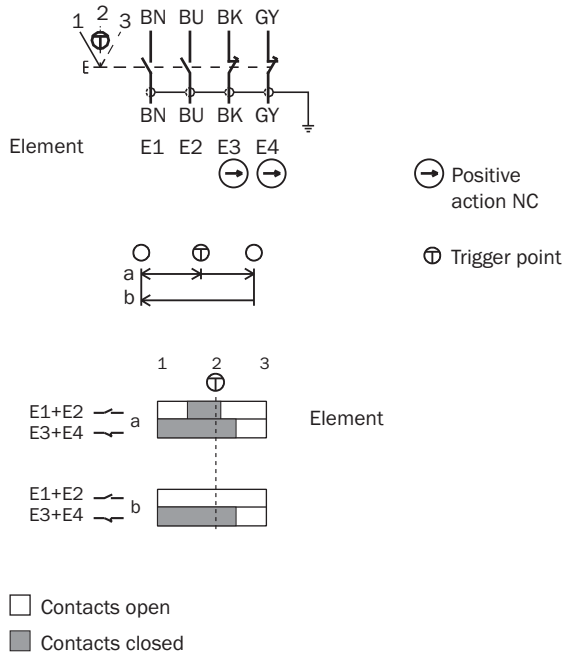 1 2 3 BN BU BK GY
E
BN BU BK GY
Element E1 E2 E3 E4
Positive
action NC
T
Trigger point
a
b
1 2 3
E1+E2
E3+E4
a
Element
E1+E2
E3+E4
b
Contacts open
Contacts closed